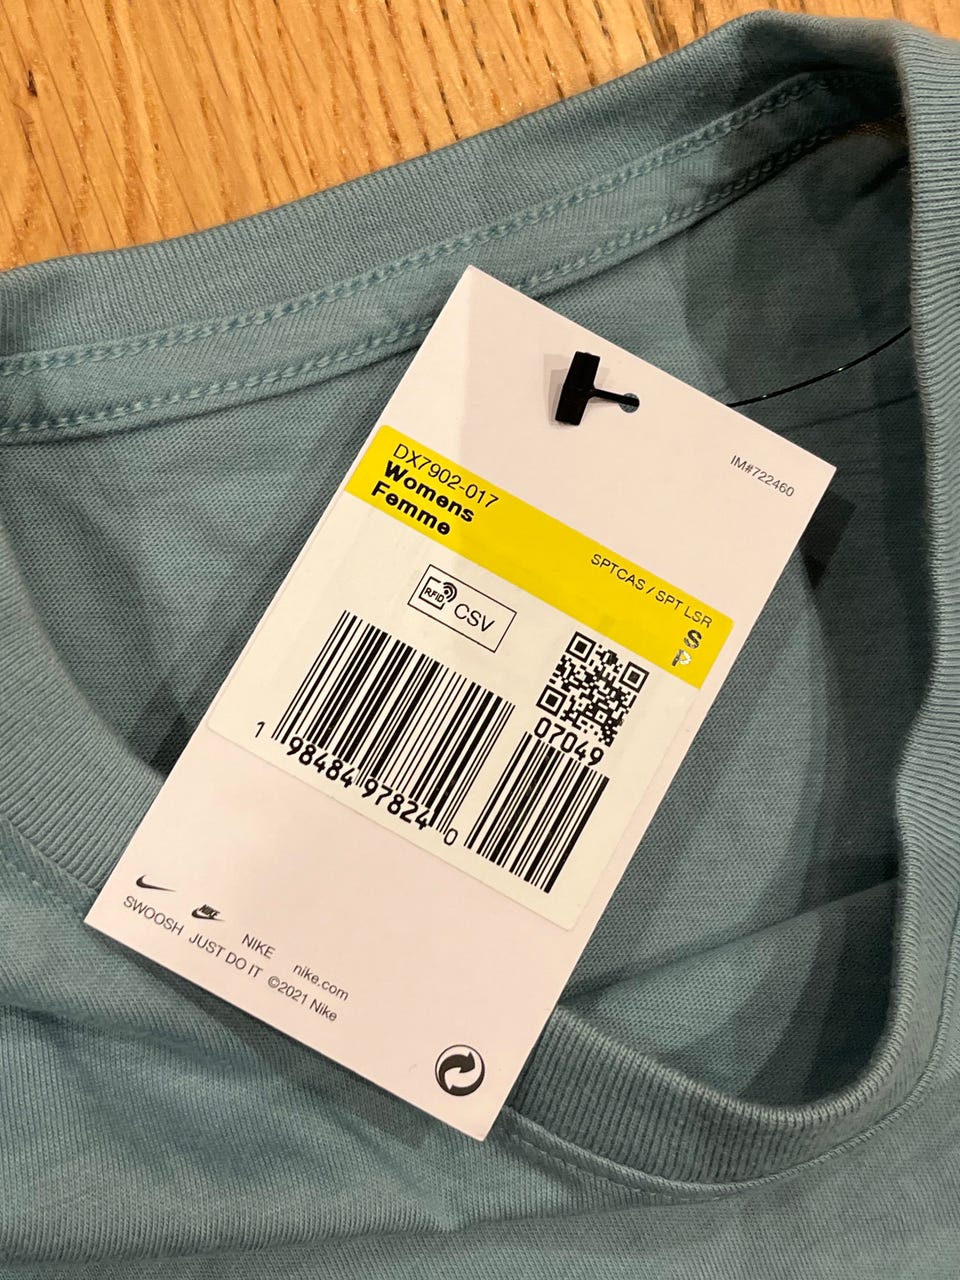 IM#722460
DX7902-017
Womens
Femme
SPTCAS / SPT LSR
S
P
RFID CSV
07049
1 98484 97824 0
NIKE
SWOOSH JUST DO IT NIKE nike.com
©2021 Nike